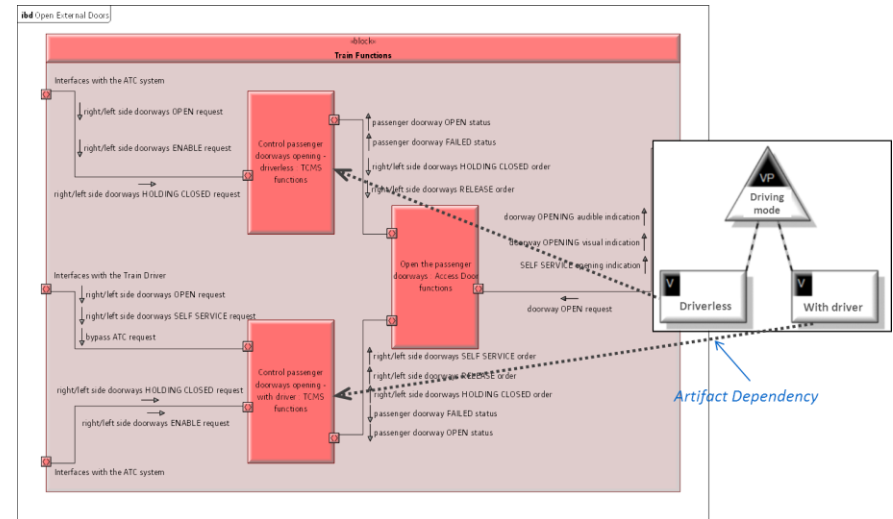 ibd Open External Doors
«block»
Train Functions
Interfaces with the ATC system
right/left side doorways OPEN request
right/left side doorways ENABLE request
right/left side doorways HOLDING CLOSED request
Control passenger
doorways opening -
driverless : TCMS
functions
passenger doorway OPEN status
passenger doorway FAILED status
right/left side doorways HOLDING CLOSED order
right/left side doorways RELEASE order
Open the passenger
doorways : Access Door
functions
doorway OPENING audible indication
doorway OPENING visual indication
SELF SERVICE opening indication
doorway OPEN request
VP
Driving
mode
V
Driverless
V
With driver
Artifact Dependency
Interfaces with the Train Driver
right/left side doorways OPEN request
right/left side doorways SELF SERVICE request
bypass ATC request
right/left side doorways HOLDING CLOSED request
right/left side doorways ENABLE request
Interfaces with the ATC system
Control passenger
doorways opening -
with driver : TCMS
functions
right/left side doorways SELF SERVICE order
right/left side doorways RELEASE order
right/left side doorways HOLDING CLOSED order
passenger doorway FAILED status
passenger doorway OPEN status